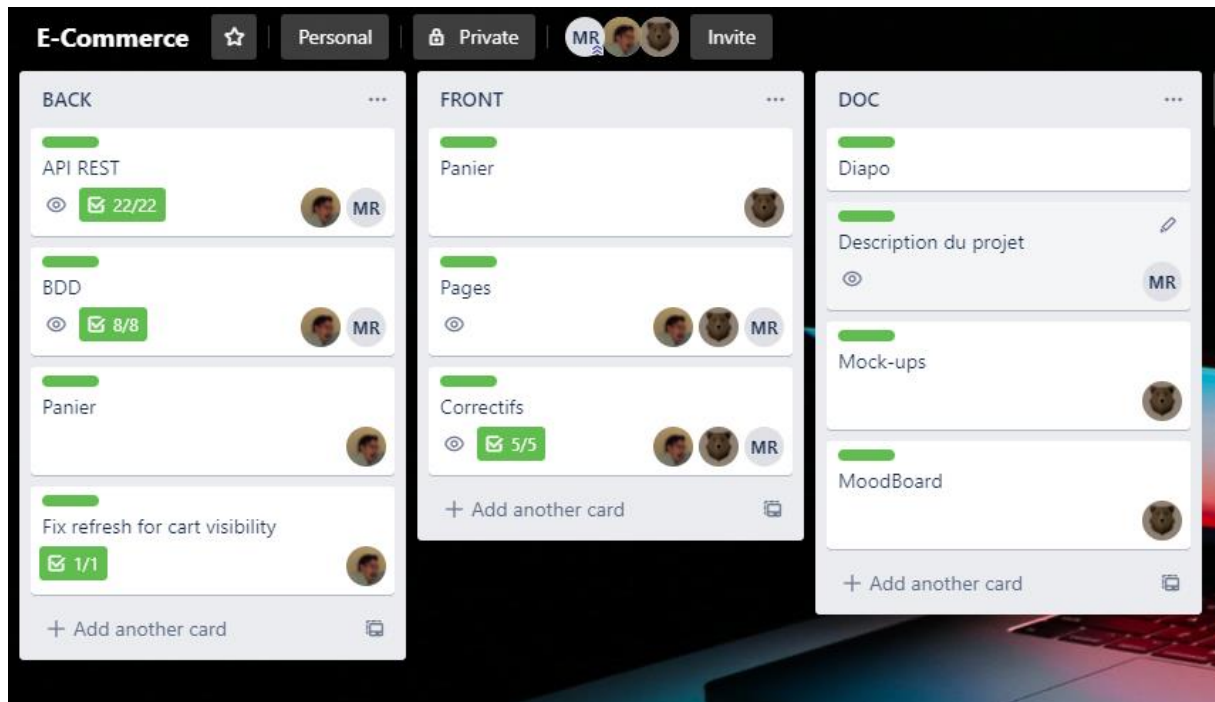 E-Commerce
Personal
Private
MR
Invite
BACK
API REST
22/22
MR
BDD
8/8
MR
Panier
Fix refresh for cart visibility
1/1
+ Add another card
FRONT
Panier
Pages
MR
Correctifs
5/5
MR
+ Add another card
DOC
Diapo
Description du projet
MR
Mock-ups
MoodBoard
+ Add another card